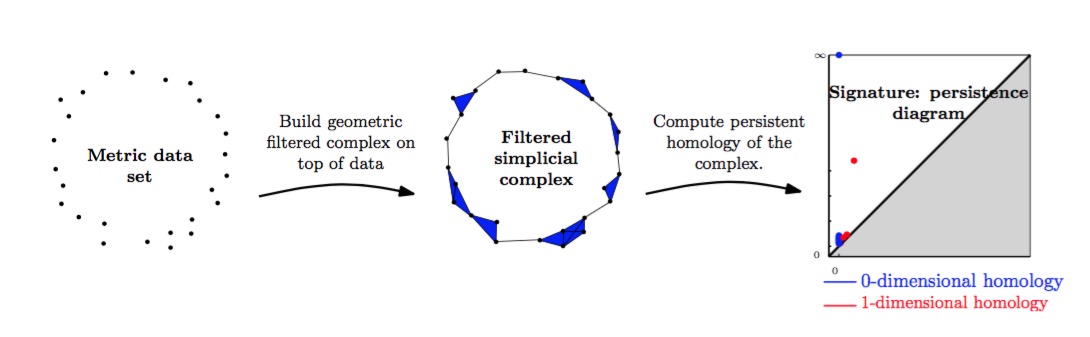 Metric data
set
Build geometric
filtered complex on
top of data
Filtered
simplicial
complex
Compute persistent
homology of the
complex.
∞
Signature: persistence
diagram
0
0
0-dimensional homology
1-dimensional homology